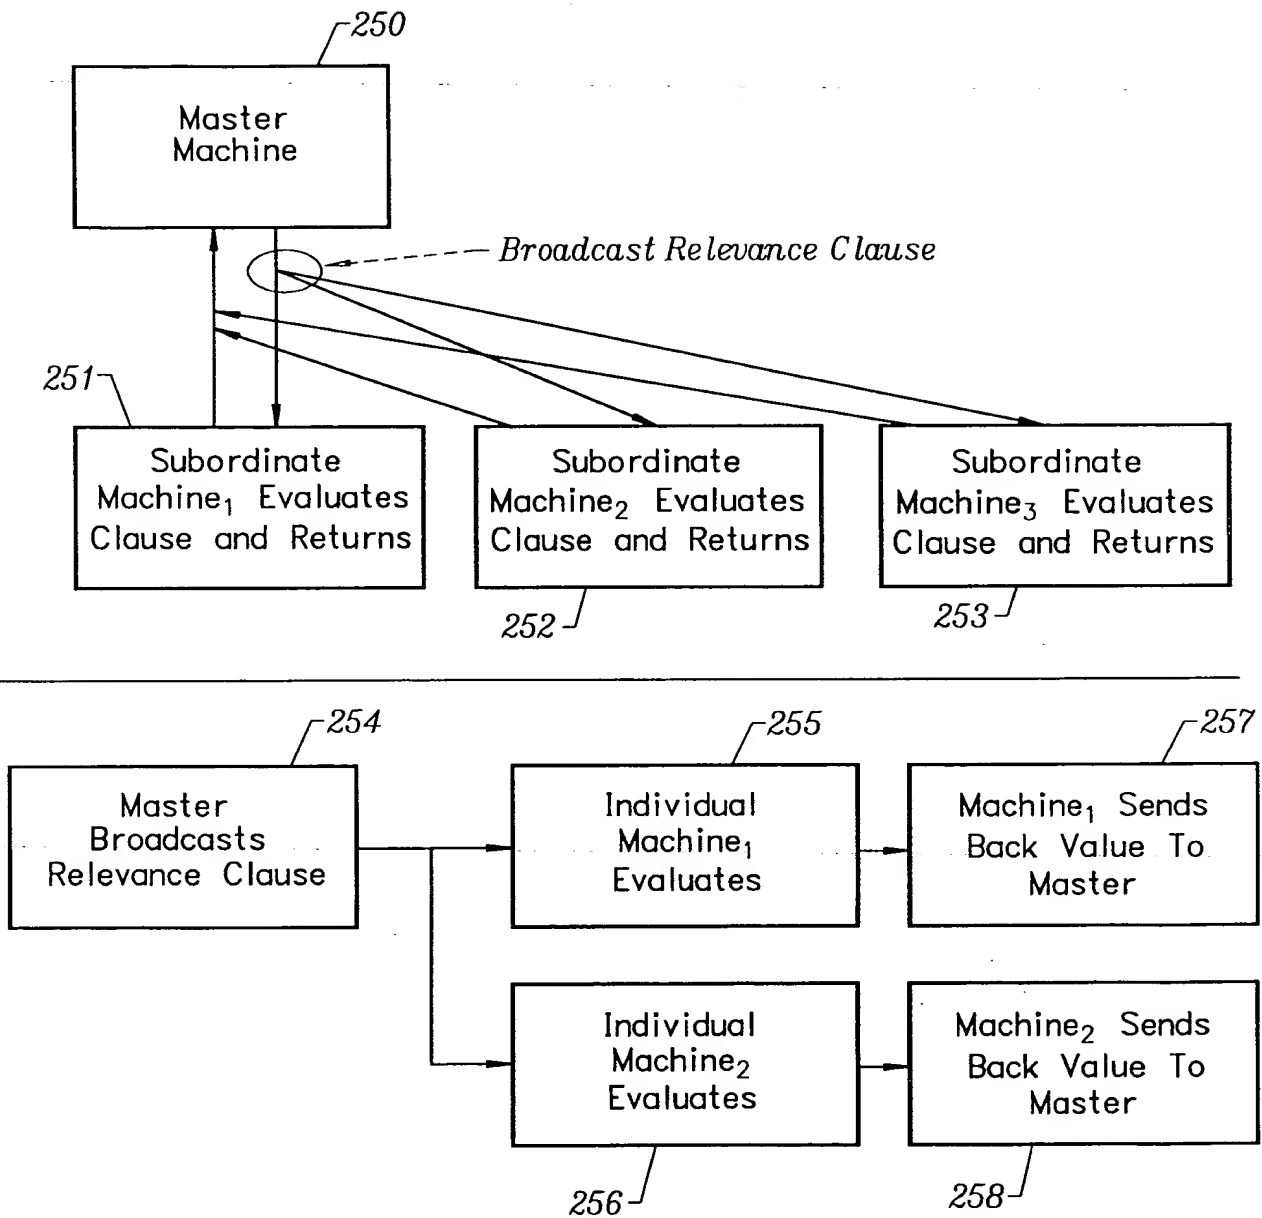 250
Master
Machine
Broadcast Relevance Clause
251
Subordinate
Machine₁ Evaluates
Clause and Returns
Subordinate
Machine₂ Evaluates
Clause and Returns
Subordinate
Machine₃ Evaluates
Clause and Returns
252
253
254
Master
Broadcasts
Relevance Clause
255
Individual
Machine₁
Evaluates
257
Machine₁ Sends
Back Value To
Master
Individual
Machine₂
Evaluates
256
Machine₂ Sends
Back Value To
Master
258